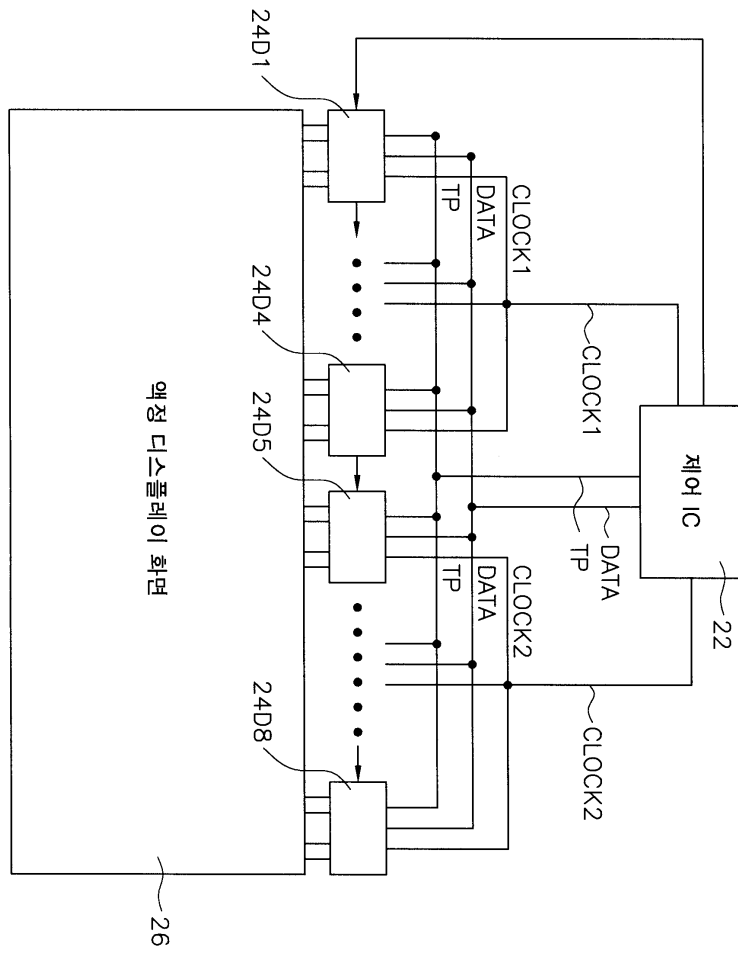 제어 IC
22
CLOCK1
TP
DATA
CLOCK2
CLOCK1
DATA
TP
CLOCK2
DATA
TP
24D1
24D4
24D5
24D8
액정 디스플레이 화면
26